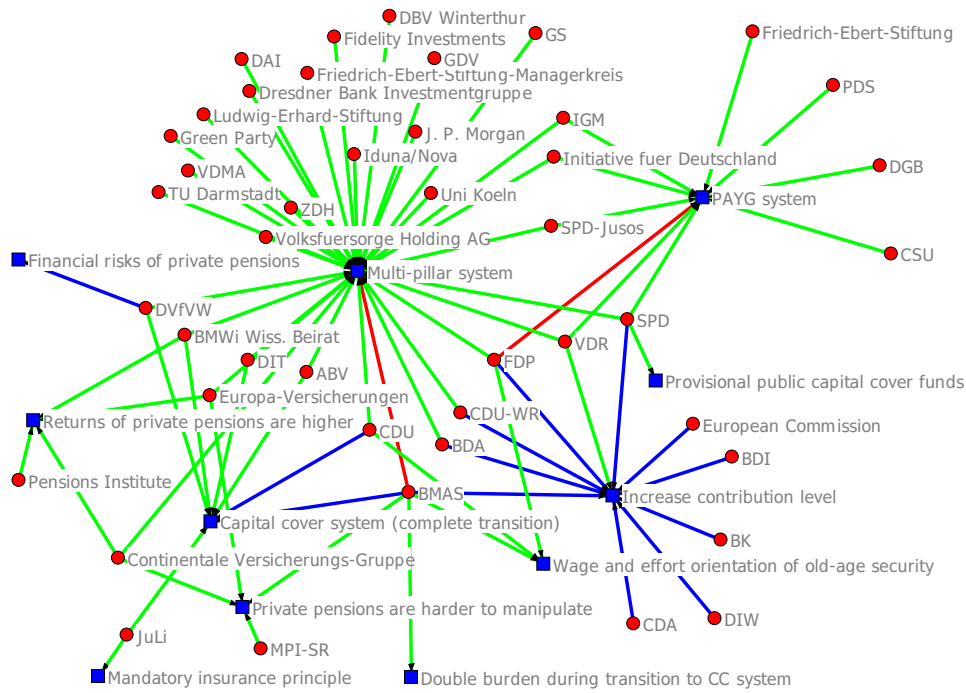 DBV Winterthur
Fidelity Investments
GS
Friedrich-Ebert-Stiftung
DAI
GDV
Friedrich-Ebert-Stiftung-Managerkreis
Dresdner Bank Investmentgruppe
PDS
Ludwig-Erhard-Stiftung
IGM
Green Party
J. P. Morgan
Iduna/Nova
Initiative fuer Deutschland
DGB
VDMA
TU Darmstadt
Uni Koeln
PAYG system
ZDH
SPD-Jusos
Volksfuersorge Holding AG
CSU
Financial risks of private pensions
Multi-pillar system
DVfVW
SPD
BMWi Wiss. Beirat
VDR
DIT
FDP
ABV
Provisional public capital cover funds
Europa-Versicherungen
CDU-WR
Returns of private pensions are higher
European Commission
CDU
BDA
BDI
Pensions Institute
BMAS
Increase contribution level
Capital cover system (complete transition)
BK
Continentale Versicherungs-Gruppe
Wage and effort orientation of old-age security
Private pensions are harder to manipulate
DIW
CDA
JuLi
MPI-SR
Mandatory insurance principle
Double burden during transition to CC system